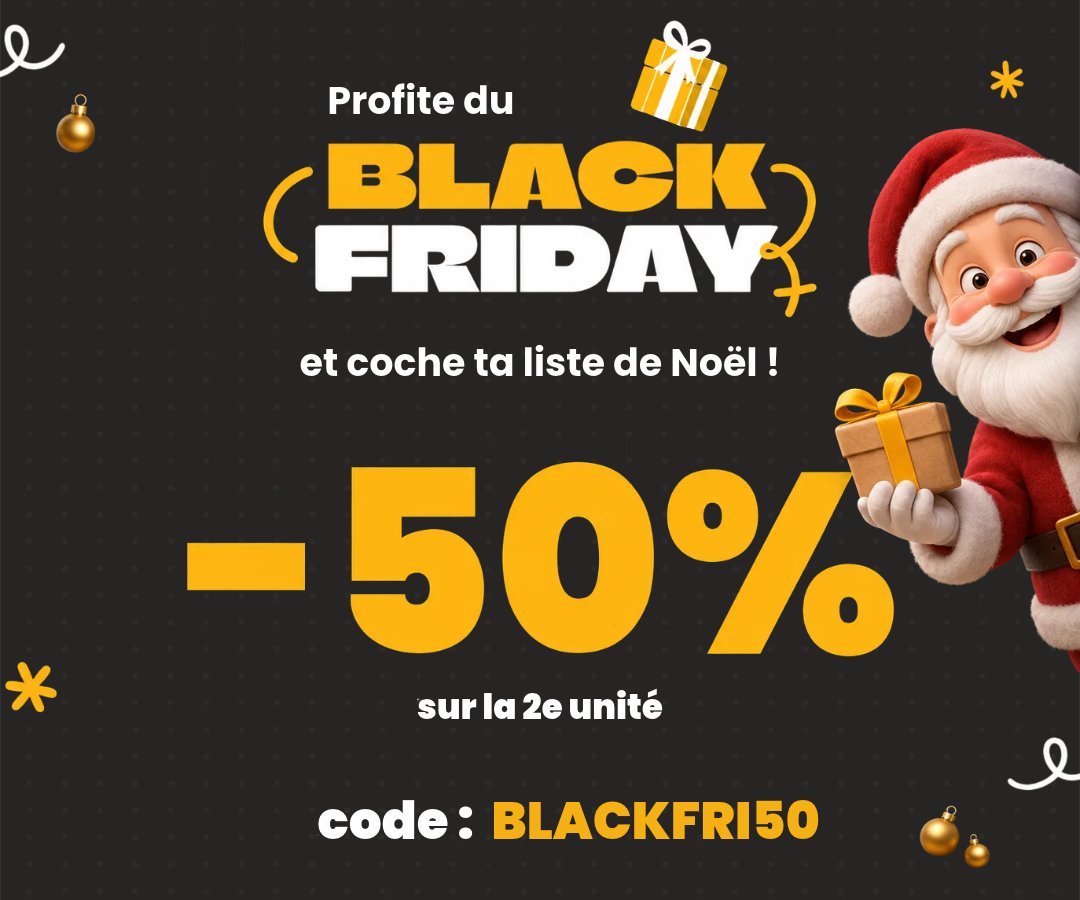 Profite du
BLACK
FRIDAY
et coche ta liste de Noël !
-50%
sur la 2e unité
code : BLACKFRI50